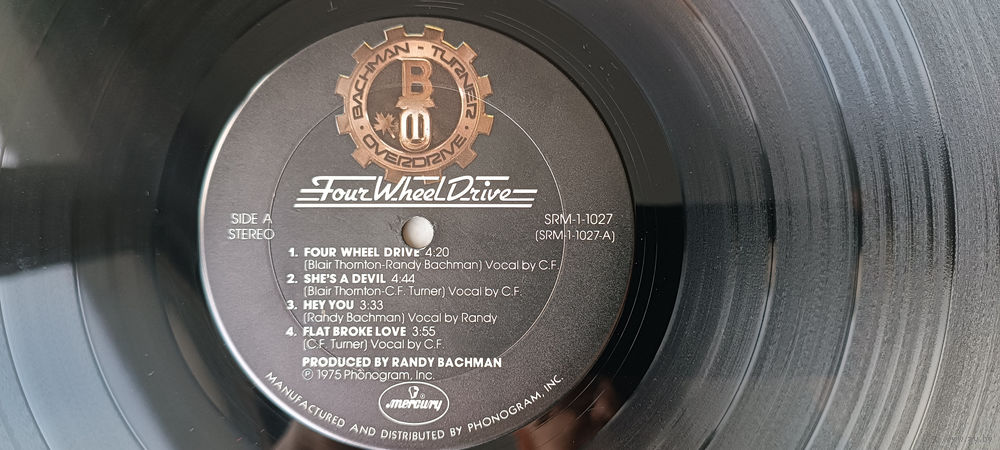 BACHMAN · TURNER
· OVERDRIVE ·
B
Four Wheel Drive
SIDE A
STEREO
SRM-1-1027
(SRM-1-1027-A)
1. FOUR WHEEL DRIVE 4:20
(Blair Thornton-Randy Bachman) Vocal by C.F.
2. SHE'S A DEVIL 4:44
(Blair Thornton-C.F. Turner) Vocal by C.F.
3. HEY YOU 3:33
(Randy Bachman) Vocal by Randy
4. FLAT BROKE LOVE 3:55
(C.F. Turner) Vocal by C.F.
PRODUCED BY RANDY BACHMAN
℗ 1975 Phonogram, Inc.
mercury
MANUFACTURED AND DISTRIBUTED BY PHONOGRAM, INC.